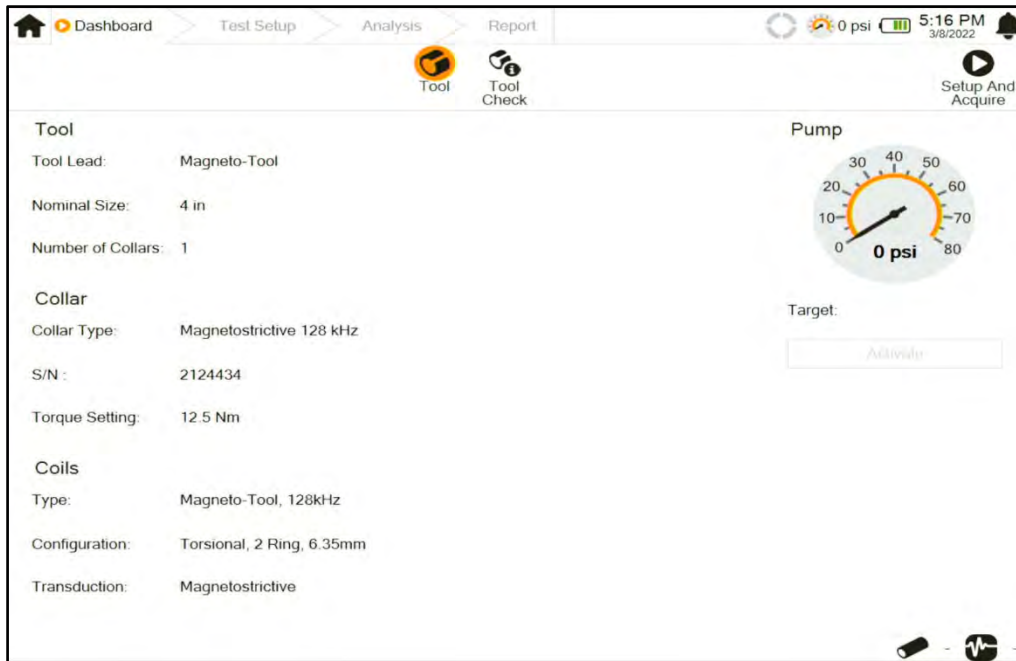 Dashboard Test Setup Analysis Report 0 psi 5:16 PM
3/8/2022
Tool Tool Check Setup And Acquire
Tool
Tool Lead: Magneto-Tool
Nominal Size: 4 in
Number of Collars: 1
Collar
Collar Type: Magnetostrictive 128 kHz
S/N : 2124434
Torque Setting: 12.5 Nm
Coils
Type: Magneto-Tool, 128kHz
Configuration: Torsional, 2 Ring, 6.35mm
Transduction: Magnetostrictive
Pump
0 10 20 30 40 50 60 70 80
0 psi
Target:
Activate